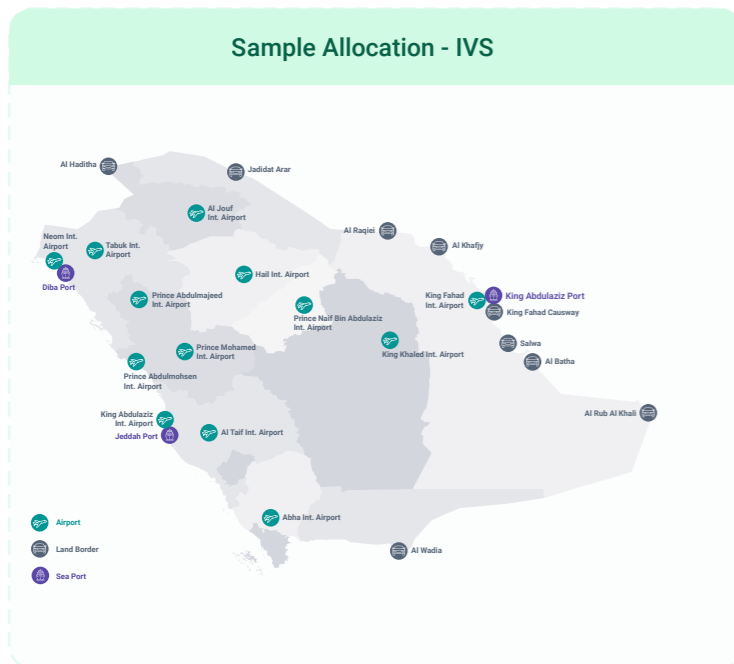 Sample Allocation - IVS
Al Haditha
Jadidat Arar
Al Jouf
Int. Airport
Al Raqiei
Neom Int.
Airport
Tabuk Int.
Airport
Al Khafjy
Diba Port
Hail Int. Airport
Prince Abdulmajeed
Int. Airport
King Fahad
Int. Airport
King Abdulaziz Port
King Fahad Causway
Prince Naif Bin Abdulaziz
Int. Airport
Prince Mohamed
Int. Airport
King Khaled Int. Airport
Salwa
Al Batha
Prince Abdulmohsen
Int. Airport
King Abdulaziz
Int. Airport
Al Rub Al Khali
Jeddah Port
Al Taif Int. Airport
Abha Int. Airport
Al Wadia
Airport
Land Border
Sea Port